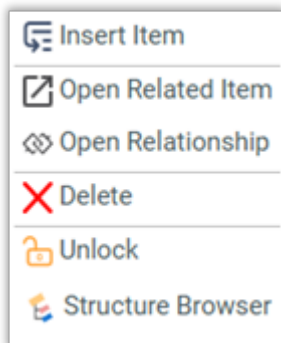 Insert Item
Open Related Item
Open Relationship
Delete
Unlock
Structure Browser